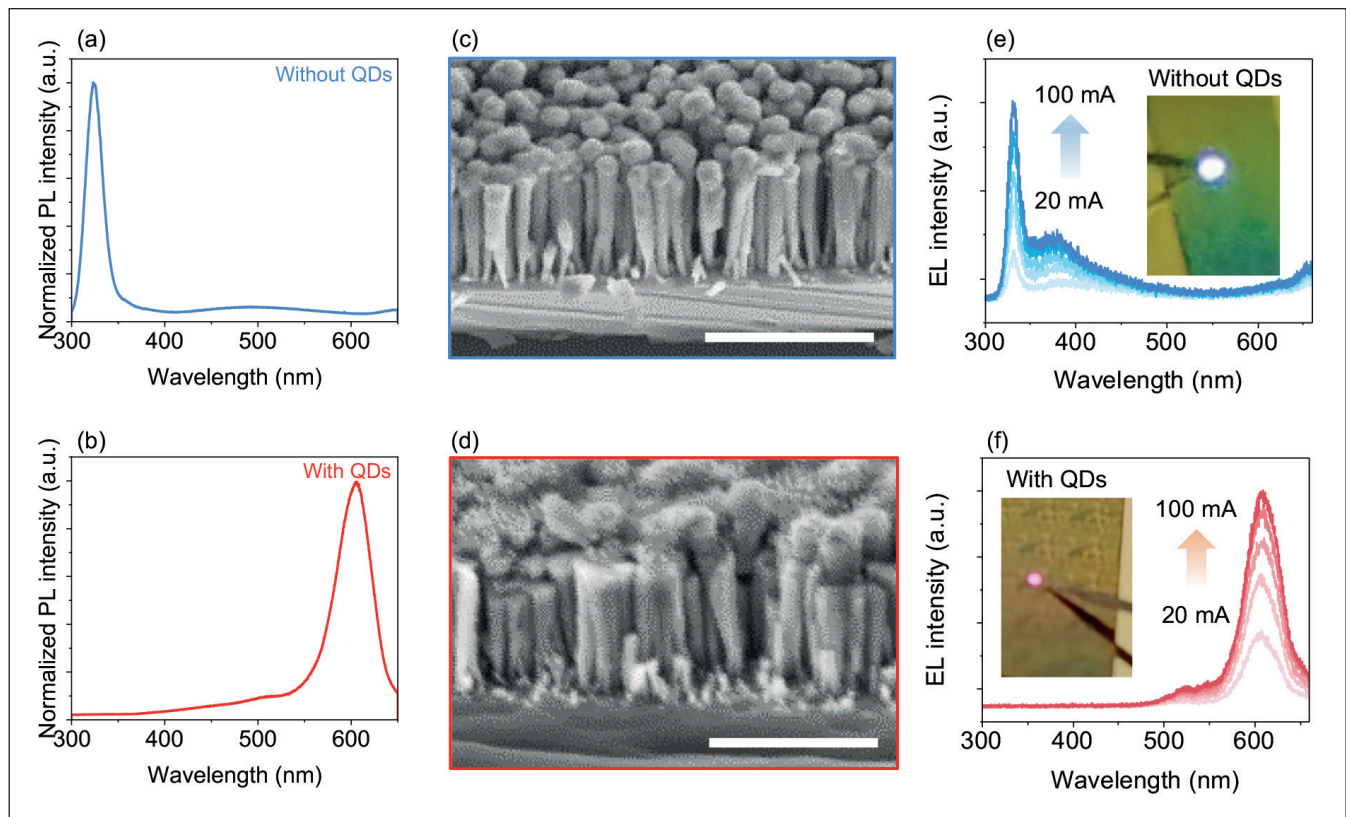 (a)
Without QDs
Normalized PL intensity (a.u.)
300 400 500 600
Wavelength (nm)
(c)
(e)
Without QDs
100 mA
20 mA
EL intensity (a.u.)
300 400 500 600
Wavelength (nm)
(b)
With QDs
Normalized PL intensity (a.u.)
300 400 500 600
Wavelength (nm)
(d)
(f)
With QDs
100 mA
20 mA
EL intensity (a.u.)
300 400 500 600
Wavelength (nm)